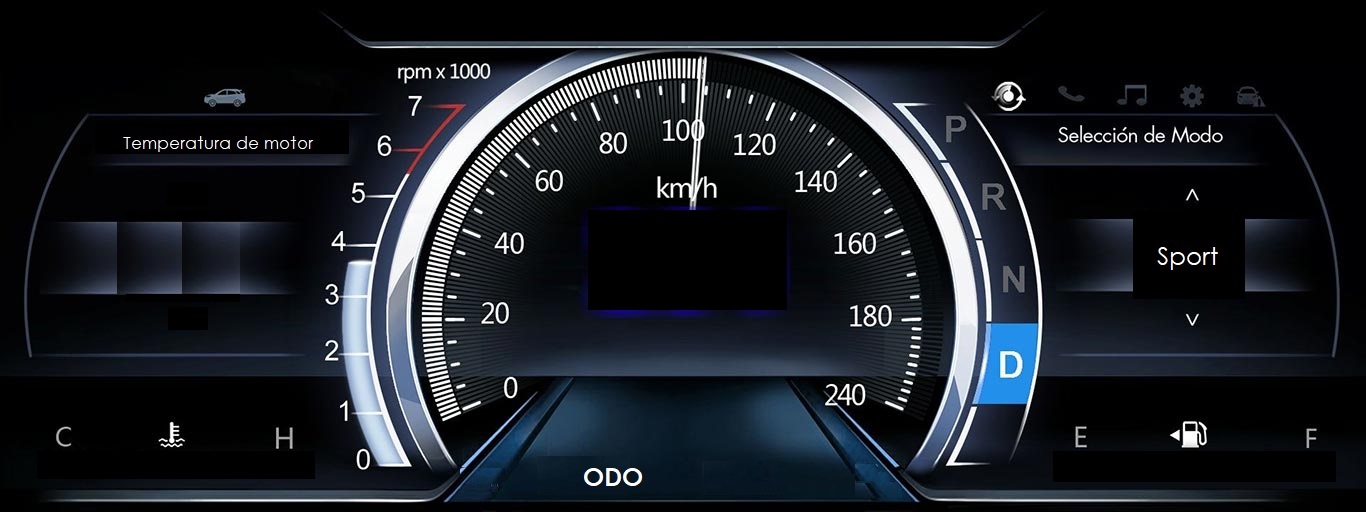 rpm x 1000
7
6
5
4
3
2
1
0
Temperatura de motor
C
H
0
20
40
60
80
100
120
140
160
180
240
km/h
ODO
P
R
N
D
Selección de Modo
^
Sport
v
E
F